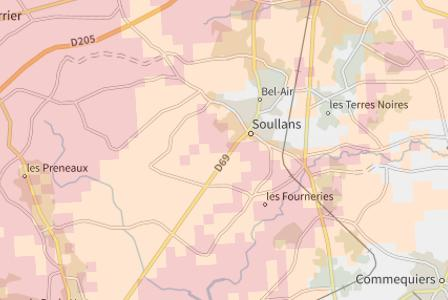 rrier
D205
Bel-Air
les Terres Noires
Soullans
D69
les Preneaux
les Fourneries
Commequiers